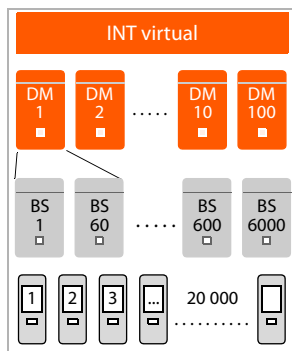 INT virtual
DM DM DM DM
1 2 ..... 10 100
BS BS BS BS
1 60 ..... 600 6000
1 2 3 ... 20 000
..........